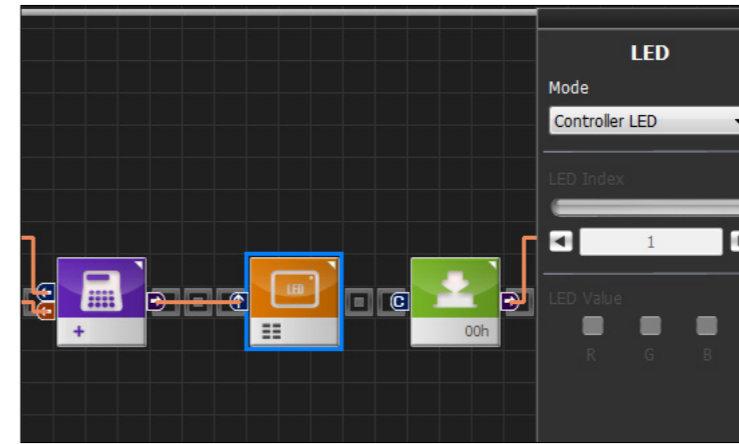 LED
Mode
Controller LED
LED Index
1
LED Value
R G B
LED
+
C
00h